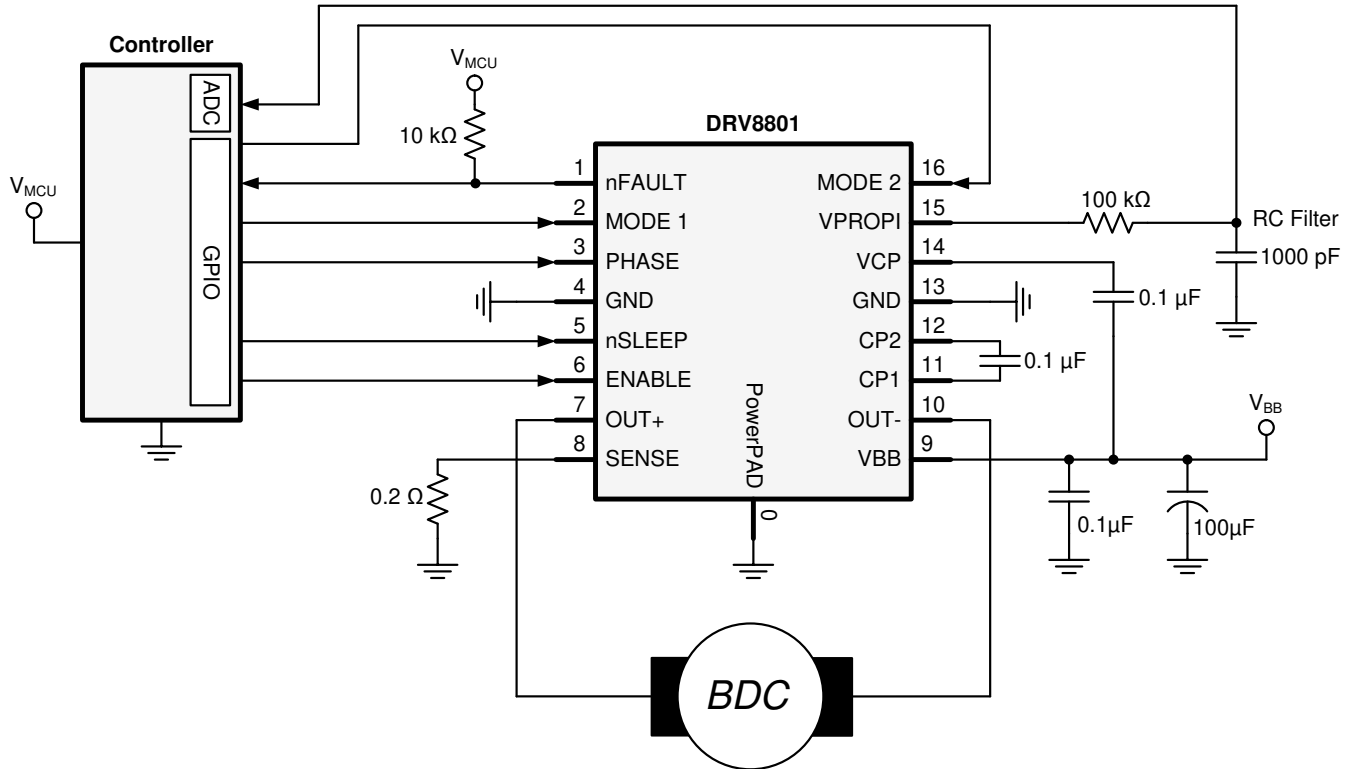 Controller
ADC
GPIO
V_MCU
V_MCU
10 kΩ
DRV8801
1
nFAULT
2
MODE 1
3
PHASE
4
GND
5
nSLEEP
6
ENABLE
7
OUT+
8
SENSE
0.2 Ω
PowerPAD
0
16
MODE 2
15
VPROPI
14
VCP
13
GND
12
CP2
11
CP1
10
OUT-
9
VBB
100 kΩ
RC Filter
1000 pF
0.1 µF
0.1 µF
V_BB
0.1µF
100µF
BDC